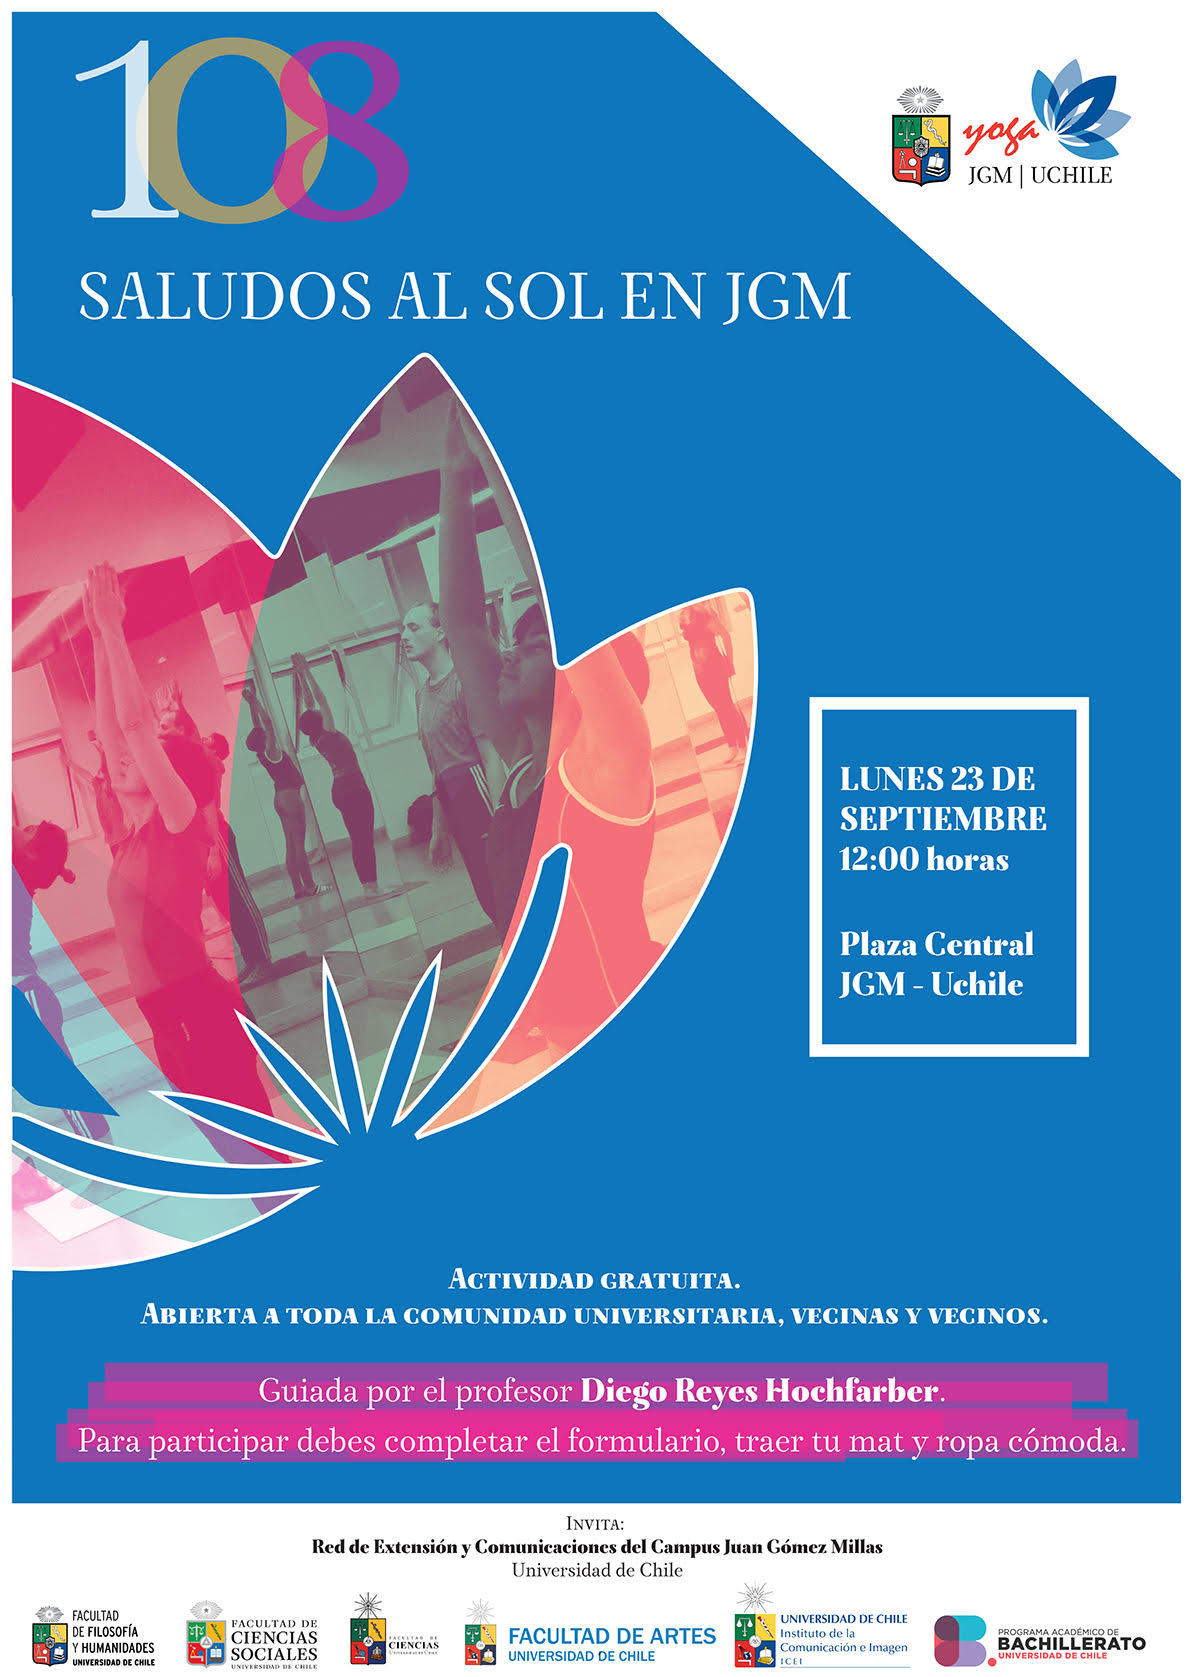 108
yoga
JGM | UCHILE
SALUDOS AL SOL EN JGM
LUNES 23 DE
SEPTIEMBRE
12:00 horas
Plaza Central
JGM - Uchile
ACTIVIDAD GRATUITA.
ABIERTA A TODA LA COMUNIDAD UNIVERSITARIA, VECINAS Y VECINOS.
Guiada por el profesor Diego Reyes Hochfarber.
Para participar debes completar el formulario, traer tu mat y ropa cómoda.
INVITA:
Red de Extensión y Comunicaciones del Campus Juan Gómez Millas
Universidad de Chile
FACULTAD
DE FILOSOFÍA
Y HUMANIDADES
UNIVERSIDAD DE CHILE
FACULTAD DE
CIENCIAS
SOCIALES
UNIVERSIDAD DE CHILE
FACULTAD DE
CIENCIAS
UNIVERSIDAD DE CHILE
FACULTAD DE ARTES
UNIVERSIDAD DE CHILE
UNIVERSIDAD DE CHILE
Instituto de la
Comunicación e Imagen
ICEI
PROGRAMA ACADÉMICO DE
BACHILLERATO
UNIVERSIDAD DE CHILE